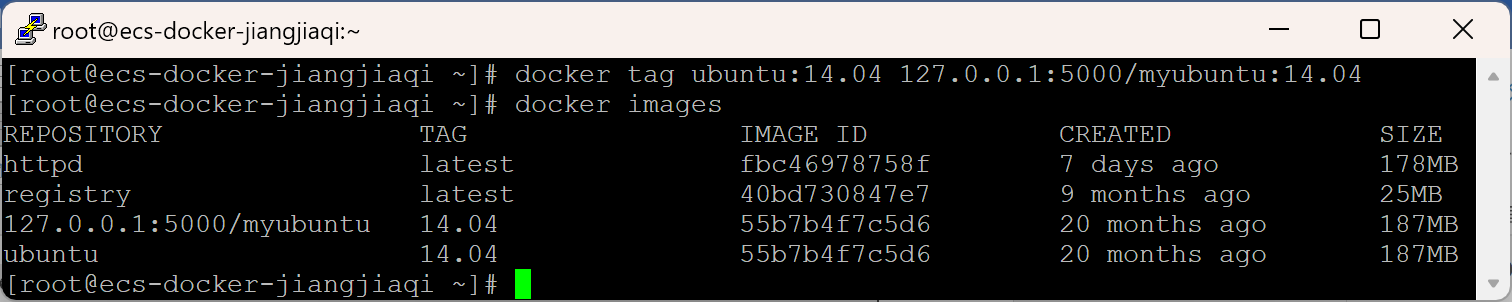 root@ecs-docker-jiangjiaqi:~
[root@ecs-docker-jiangjiaqi ~]# docker tag ubuntu:14.04 127.0.0.1:5000/myubuntu:14.04
[root@ecs-docker-jiangjiaqi ~]# docker images
REPOSITORY TAG IMAGE ID CREATED SIZE
httpd latest fbc46978758f 7 days ago 178MB
registry latest 40bd730847e7 9 months ago 25MB
127.0.0.1:5000/myubuntu 14.04 55b7b4f7c5d6 20 months ago 187MB
ubuntu 14.04 55b7b4f7c5d6 20 months ago 187MB
[root@ecs-docker-jiangjiaqi ~]#